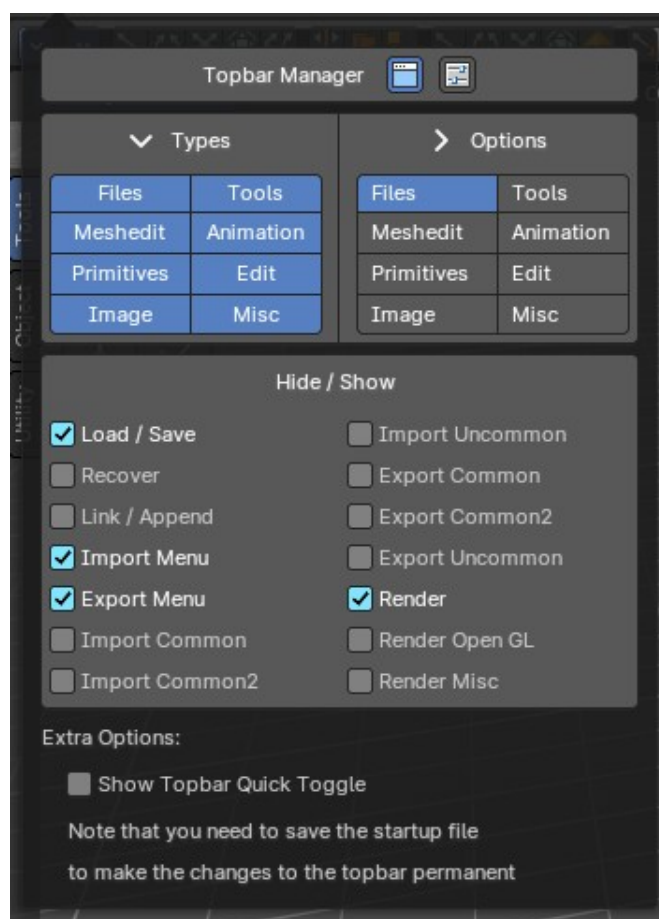 Topbar Manager
Types
Options
Files Tools
Meshedit Animation
Primitives Edit
Image Misc
Files Tools
Meshedit Animation
Primitives Edit
Image Misc
Hide / Show
Load / Save
Recover
Link / Append
Import Menu
Export Menu
Import Common
Import Common2
Import Uncommon
Export Common
Export Common2
Export Uncommon
Render
Render Open GL
Render Misc
Extra Options:
Show Topbar Quick Toggle
Note that you need to save the startup file
to make the changes to the topbar permanent
Tools
Object
Utility